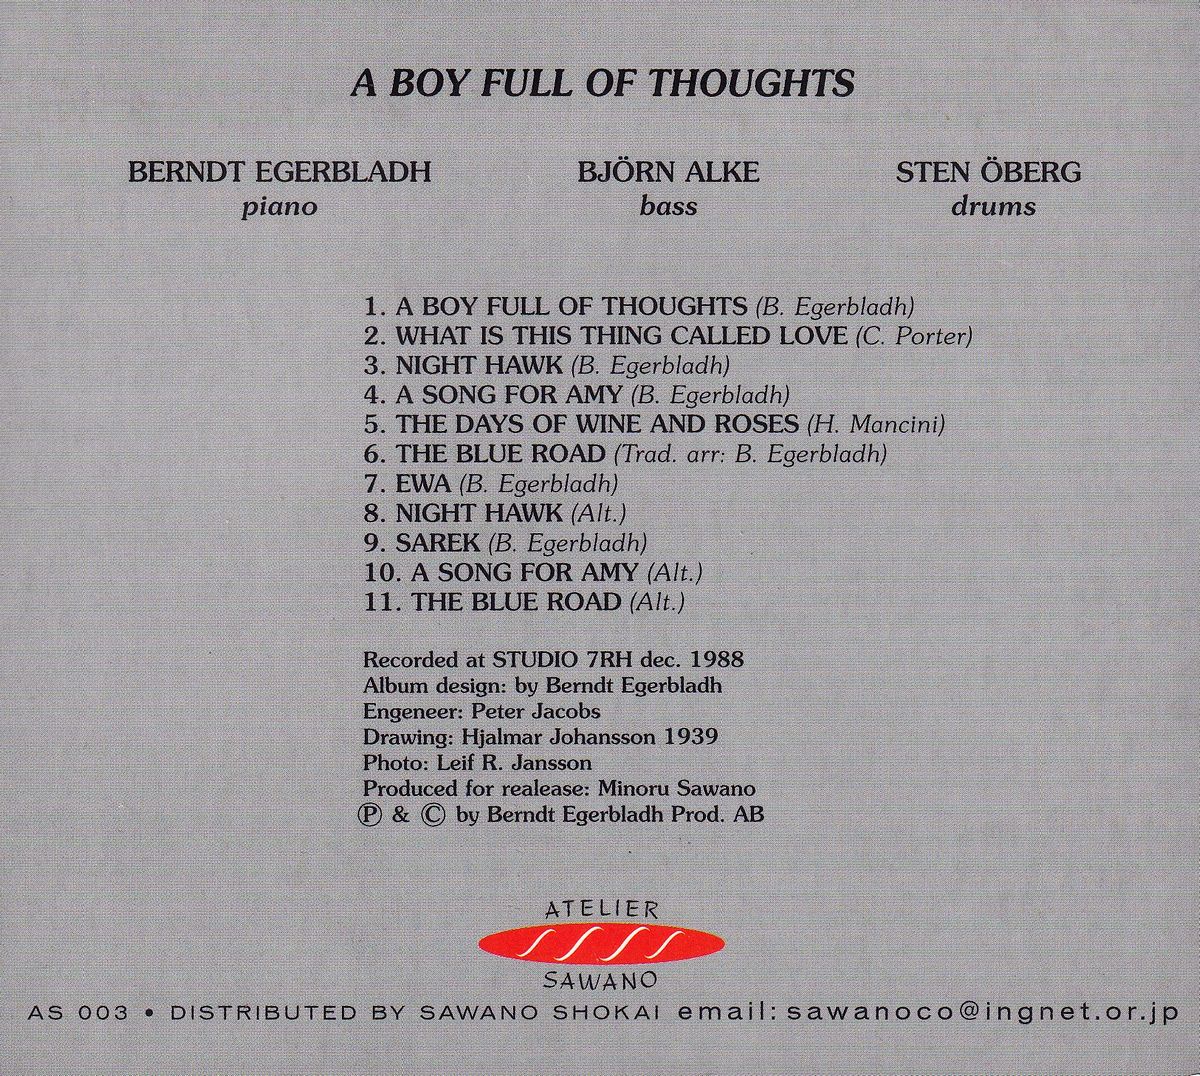 A BOY FULL OF THOUGHTS
BERNDT EGERBLADH BJÖRN ALKE STEN ÖBERG
piano bass drums
1. A BOY FULL OF THOUGHTS (B. Egerbladh)
2. WHAT IS THIS THING CALLED LOVE (C. Porter)
3. NIGHT HAWK (B. Egerbladh)
4. A SONG FOR AMY (B. Egerbladh)
5. THE DAYS OF WINE AND ROSES (H. Mancini)
6. THE BLUE ROAD (Trad. arr: B. Egerbladh)
7. EWA (B. Egerbladh)
8. NIGHT HAWK (Alt.)
9. SAREK (B. Egerbladh)
10. A SONG FOR AMY (Alt.)
11. THE BLUE ROAD (Alt.)
Recorded at STUDIO 7RH dec. 1988
Album design: by Berndt Egerbladh
Engeneer: Peter Jacobs
Drawing: Hjalmar Johansson 1939
Photo: Leif R. Jansson
Produced for realease: Minoru Sawano
Ⓟ & Ⓒ by Berndt Egerbladh Prod. AB
ATELIER
SAWANO
AS 003 • DISTRIBUTED BY SAWANO SHOKAI email: sawanoco@ingnet.or.jp